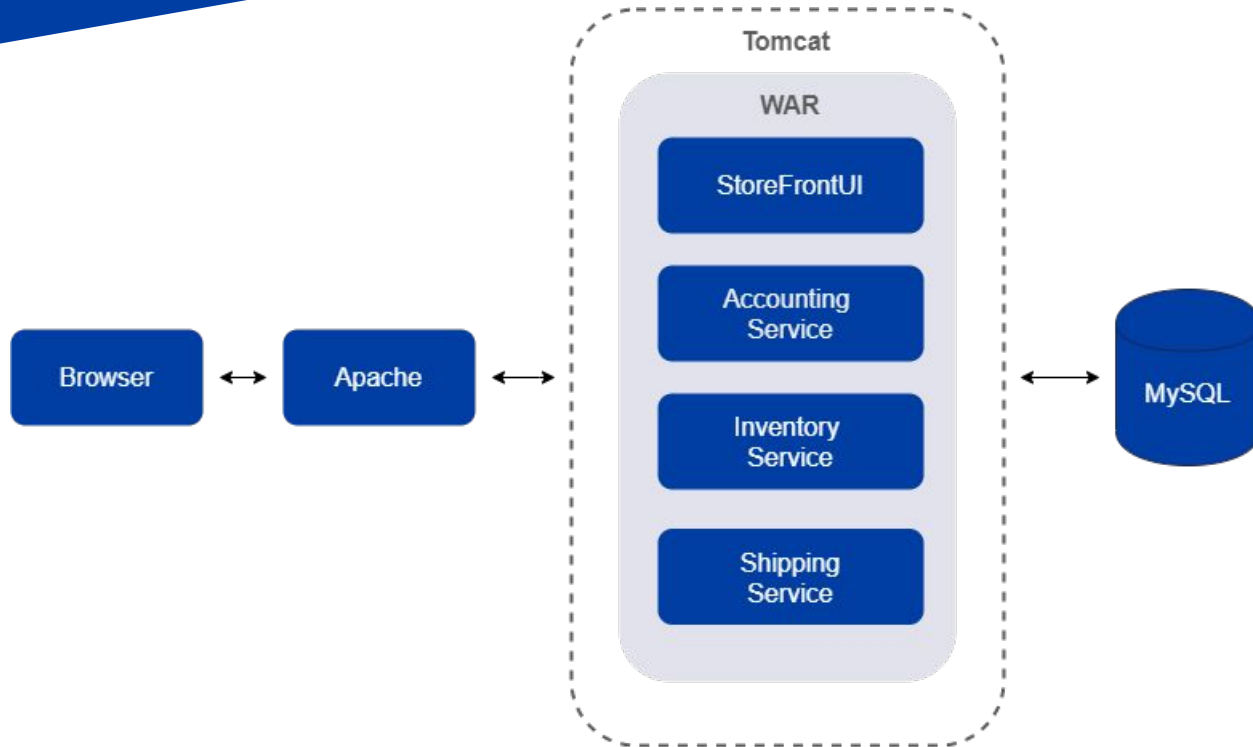 Tomcat
WAR
StoreFrontUI
Accounting
Service
Browser
Apache
Inventory
Service
MySQL
Shipping
Service